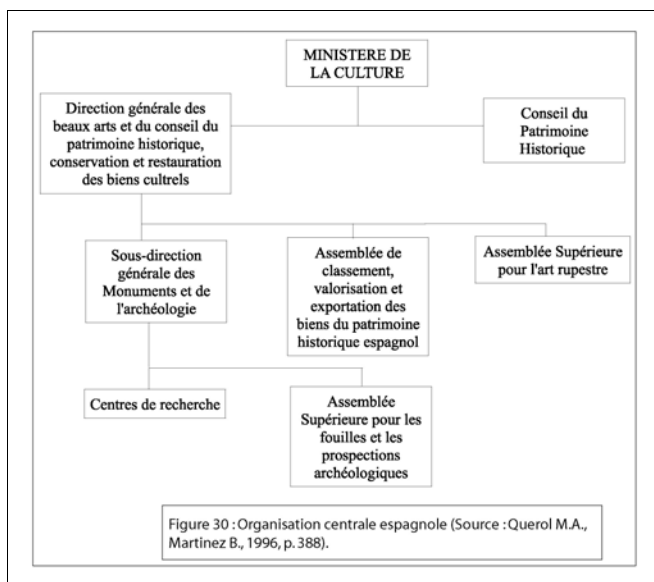 MINISTERE DE
LA CULTURE
Direction générale des
beaux arts et du conseil du
patrimoine historique,
conservation et restauration
des biens cultrels
Conseil du
Patrimoine
Historique
Sous-direction
générale des
Monuments et de
l'archéologie
Assemblée de
classement,
valorisation et
exportation des
biens du patrimoine
historique espagnol
Assemblée Supérieure
pour l'art rupestre
Centres de recherche
Assemblée
Supérieure pour les
fouilles et les
prospections
archéologiques
Figure 30 : Organisation centrale espagnole (Source : Querol M.A.,
Martinez B., 1996, p. 388).